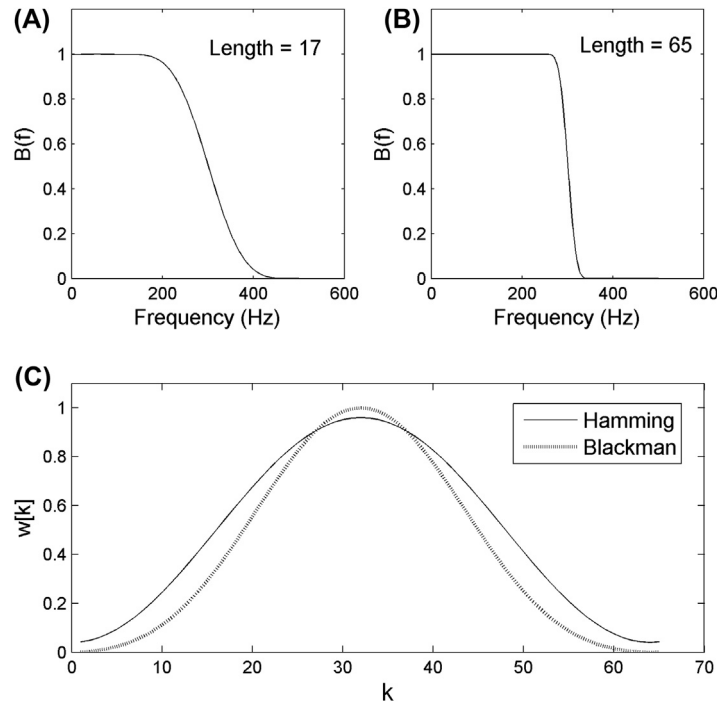 (A)
Length = 17
B(f)
1
0.8
0.6
0.4
0.2
0
0 200 400 600
Frequency (Hz)
(B)
Length = 65
B(f)
1
0.8
0.6
0.4
0.2
0
0 200 400 600
Frequency (Hz)
(C)
Hamming
Blackman
w[k]
1
0.8
0.6
0.4
0.2
0
0 10 20 30 40 50 60 70
k